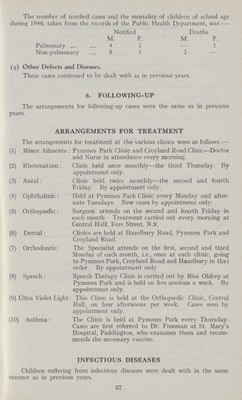 The number of notified cases and the mortality of children of school age
during 1946, taken from the records of the Public Health Department, was :—
Notified Deaths
M. F. M. F.
Pulmonary .... .... 4 2 — 1
Non-pulmonary .... 8 1 2 —
(q) Other Defects and Diseases.
These cases continued to be dealt with as in previous years.
6. FOLLOWING-UP
The arrangements for following-up cases were the same as in previous
years.
ARRANGEMENTS FOR TREATMENT
The arrangements for treatment at the various clinics were as follows :—
(1) Minor Ailments : Pymmes Park Clinic and Croyland Road Clinic—Doctor
and Nurse in attendance every morning.
(2) Rheumatism : Clinic held once monthly—the third Thursday. By
appointment only.
(3) Aural : Clinic held twice monthly—the second and fourth
Friday. By appointment only.
(4) Ophthalmic : Held at Pymmes Park Clinic every Monday and alter-
nate Tuesdays. New cases by appointment only.
(5) Orthopædic : Surgeon attends on the second and fourth Friday in
each month. Treatment carried out every morning at
Central Hall, Fore Street, N.9.
(6) Dental : Clinics are held at Hazelbury Road, Pymmes Park and
Croyland Road.
(7) Orthodontic The Specialist attends on the first, second and third
Monday of each month, i.e., once at each clinic, going
to Pymmes Park, Croyland Road and Hazelbury in that
order. By appointment only
(8) Speech : Speech Therapy Clinic is carried out by Miss Oldrey at
Pymmes Park and is held on five sessions a week. By
appointment only.
(9) Ultra Violet Light : This Clinic is held at the Orthopædic Clinic, Central
Hall, on four afternoons per week. Cases seen by
appointment only.
(10) Asthma : The Clinic is held at Pymmes Park every Thursday.
Cases are first referred to Dr. Freeman at St. Mary's
Hospital, Paddington, who examines them and recom-
mends the necessary vaccine.
INFECTIOUS DISEASES
Children suffering from infectious diseases were dealt with in the same
manner as in previous years.
37